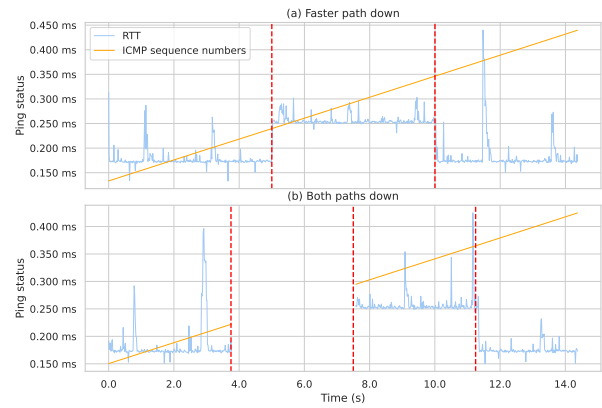 (a) Faster path down
0.450 ms
0.400 ms
0.350 ms
0.300 ms
0.250 ms
0.200 ms
0.150 ms
Ping status
RTT
ICMP sequence numbers
(b) Both paths down
0.400 ms
0.350 ms
0.300 ms
0.250 ms
0.200 ms
0.150 ms
Ping status
0.0 2.0 4.0 6.0 8.0 10.0 12.0 14.0
Time (s)